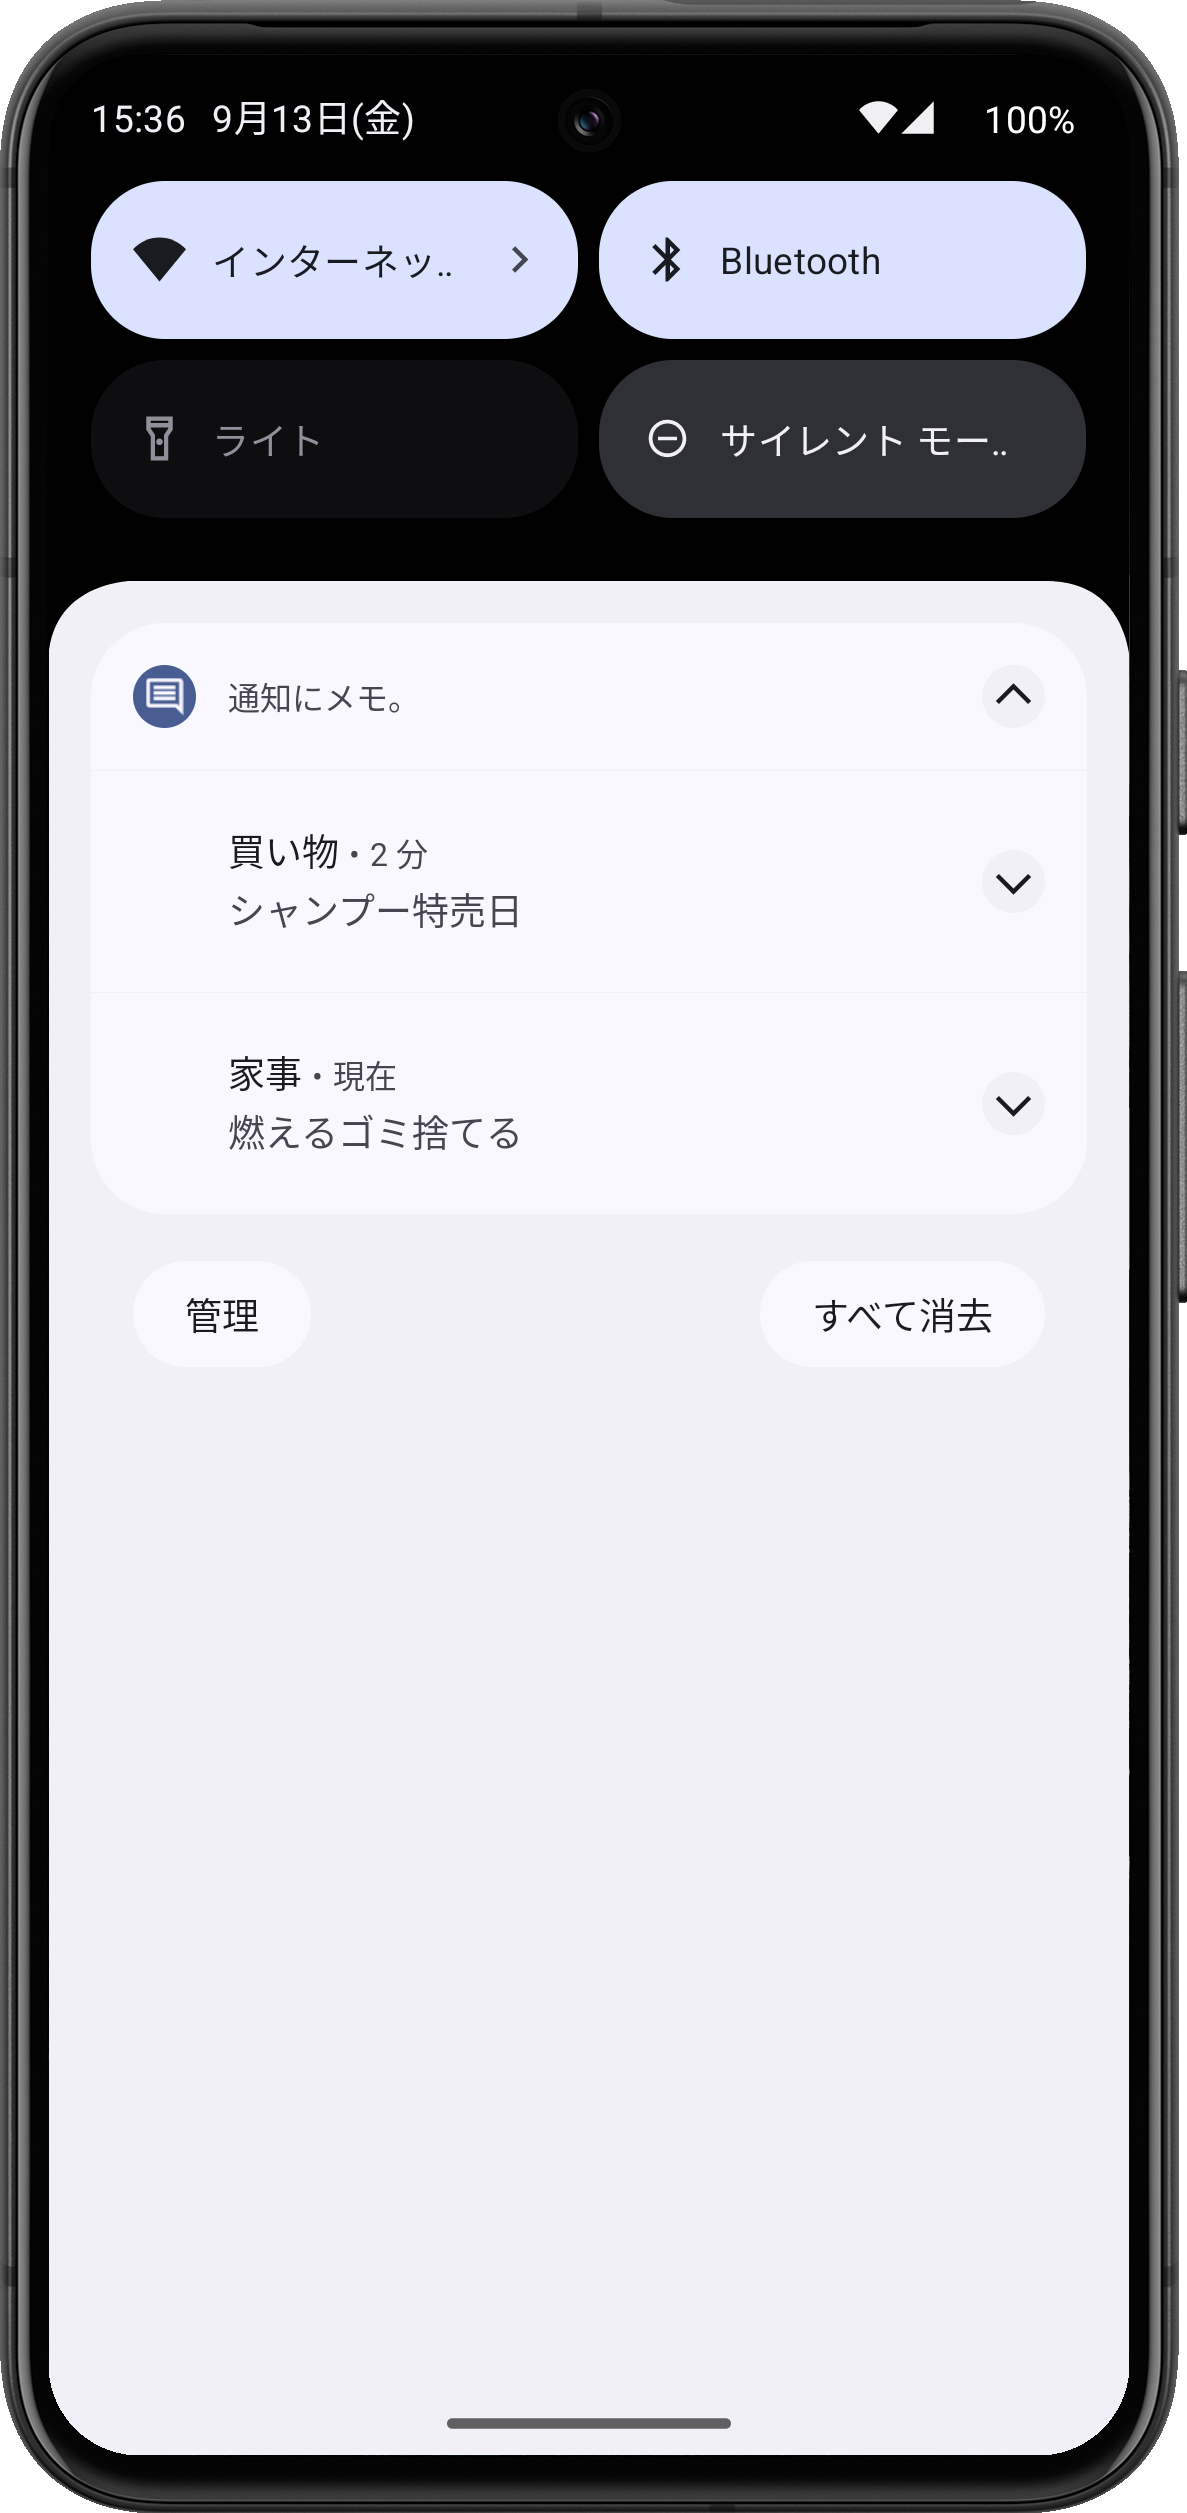 15:36 9月13日(金) 100%
インターネッ.. Bluetooth
ライト サイレント モー..
通知にメモ。
買い物・2 分
シャンプー特売日
家事・現在
燃えるゴミ捨てる
管理 すべて消去